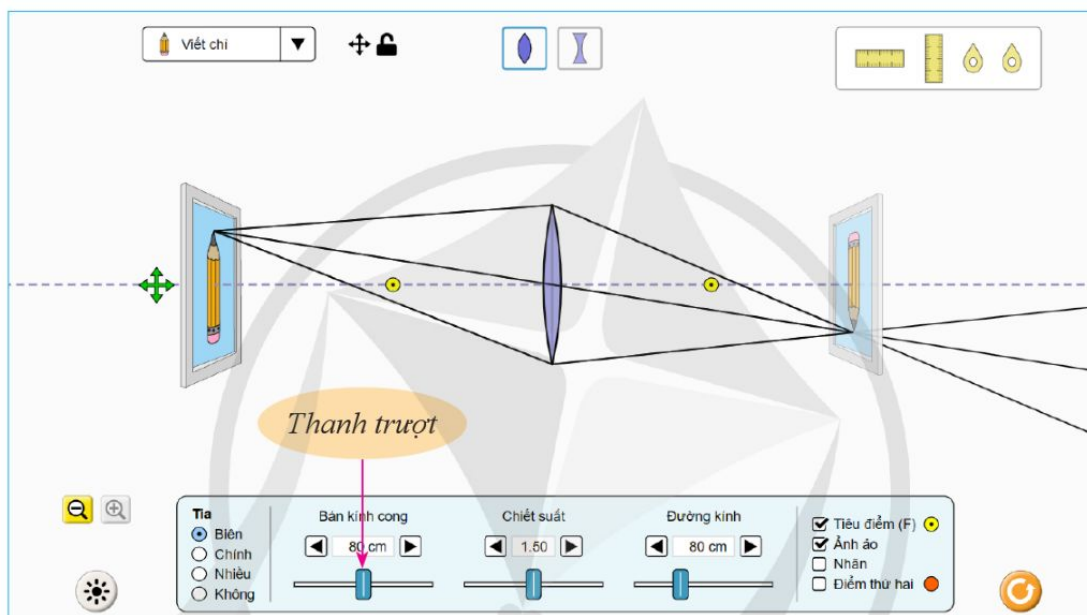 Viết chì
Thanh trượt
Tia
Biên
Chính
Nhiều
Không
Bán kính cong
80 cm
Chiết suất
1.50
Đường kính
80 cm
Tiêu điểm (F)
Ảnh ảo
Nhãn
Điểm thứ hai